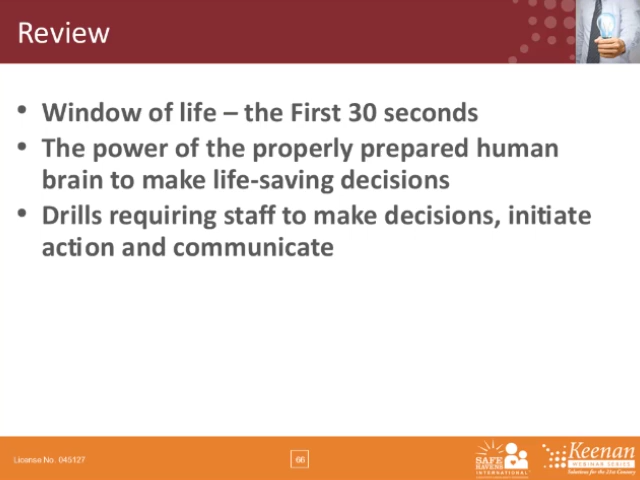 Review
• Window of life – the First 30 seconds
• The power of the properly prepared human
brain to make life-saving decisions
• Drills requiring staff to make decisions, initiate
action and communicate
License No. 045127
66
SAFE
HAVENS
INTERNATIONAL
Keenan
WEBINAR SERIES
Solutions for the 21st Century